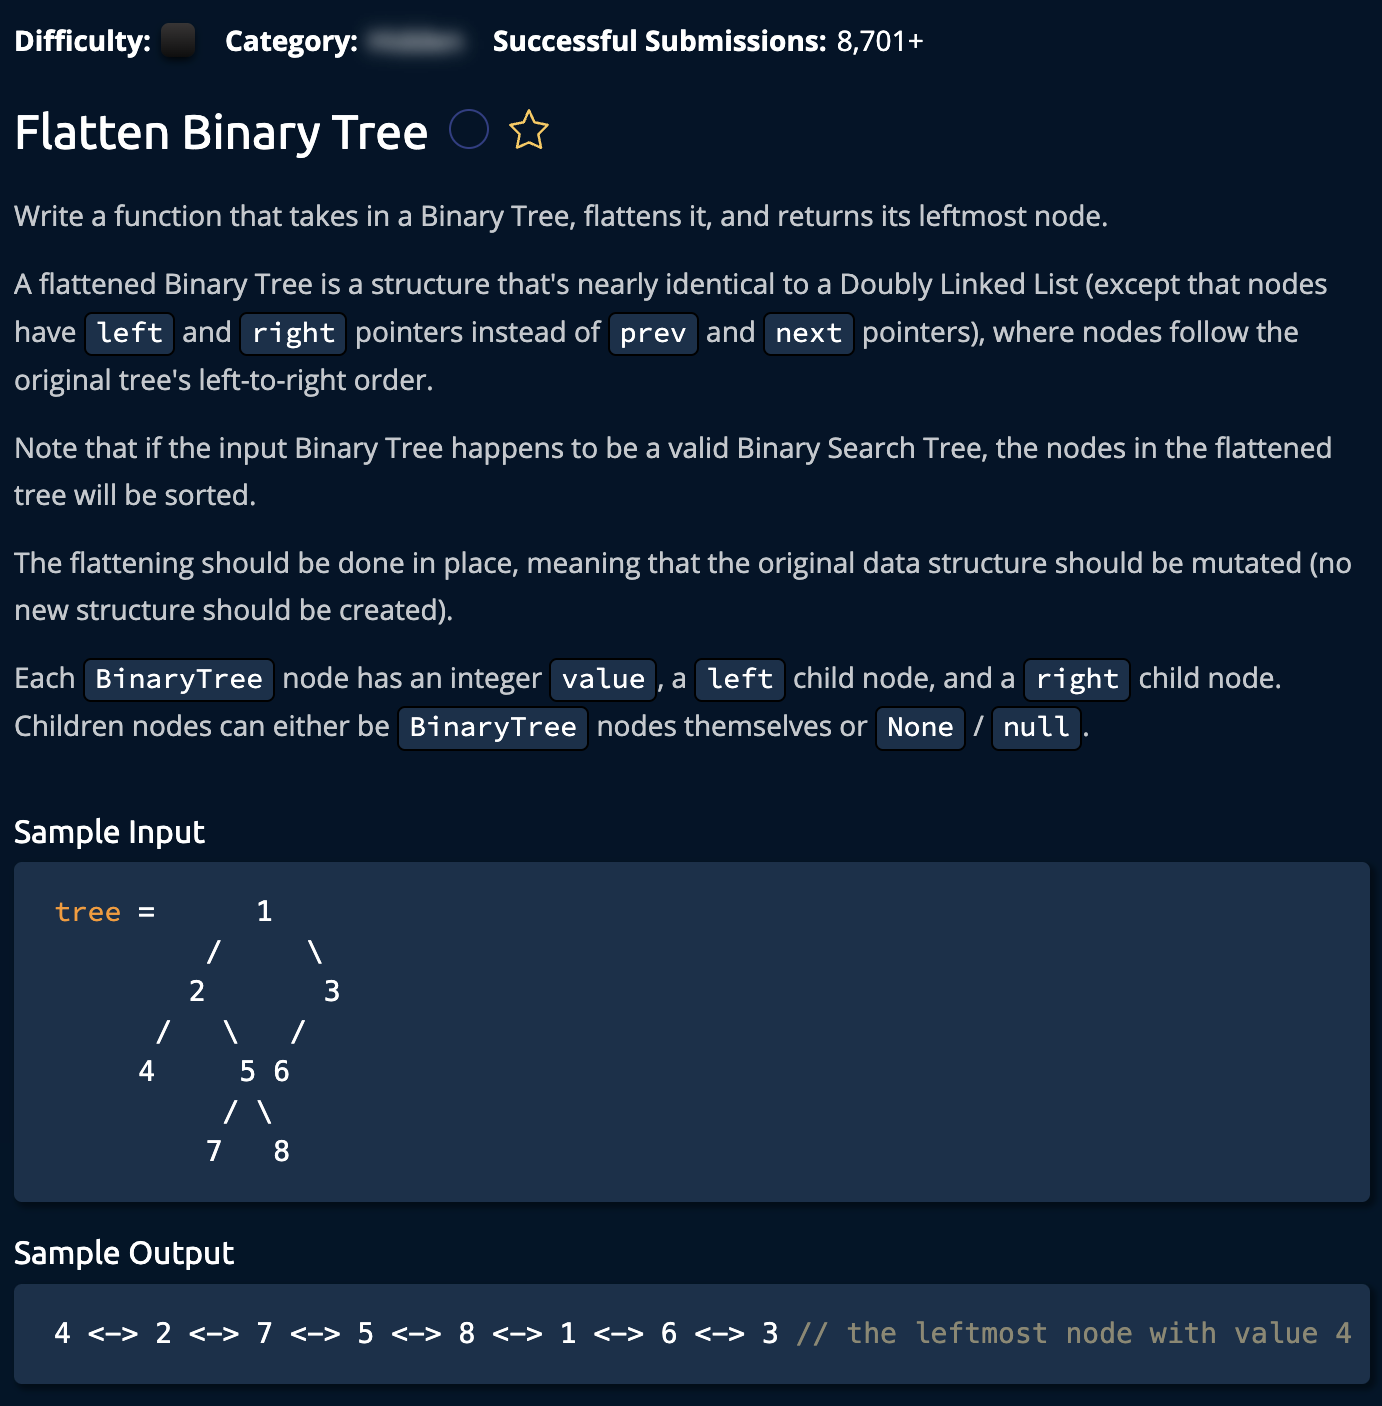 Difficulty: Category: Successful Submissions: 8,701+
Flatten Binary Tree
Write a function that takes in a Binary Tree, flattens it, and returns its leftmost node.
A flattened Binary Tree is a structure that's nearly identical to a Doubly Linked List (except that nodes
have left and right pointers instead of prev and next pointers), where nodes follow the
original tree's left-to-right order.
Note that if the input Binary Tree happens to be a valid Binary Search Tree, the nodes in the flattened
tree will be sorted.
The flattening should be done in place, meaning that the original data structure should be mutated (no
new structure should be created).
Each BinaryTree node has an integer value, a left child node, and a right child node.
Children nodes can either be BinaryTree nodes themselves or None / null.
Sample Input
tree =      1
         /     \
        2       3
      /   \   /
     4     5 6
          / \
         7   8
Sample Output
4 <-> 2 <-> 7 <-> 5 <-> 8 <-> 1 <-> 6 <-> 3 // the leftmost node with value 4